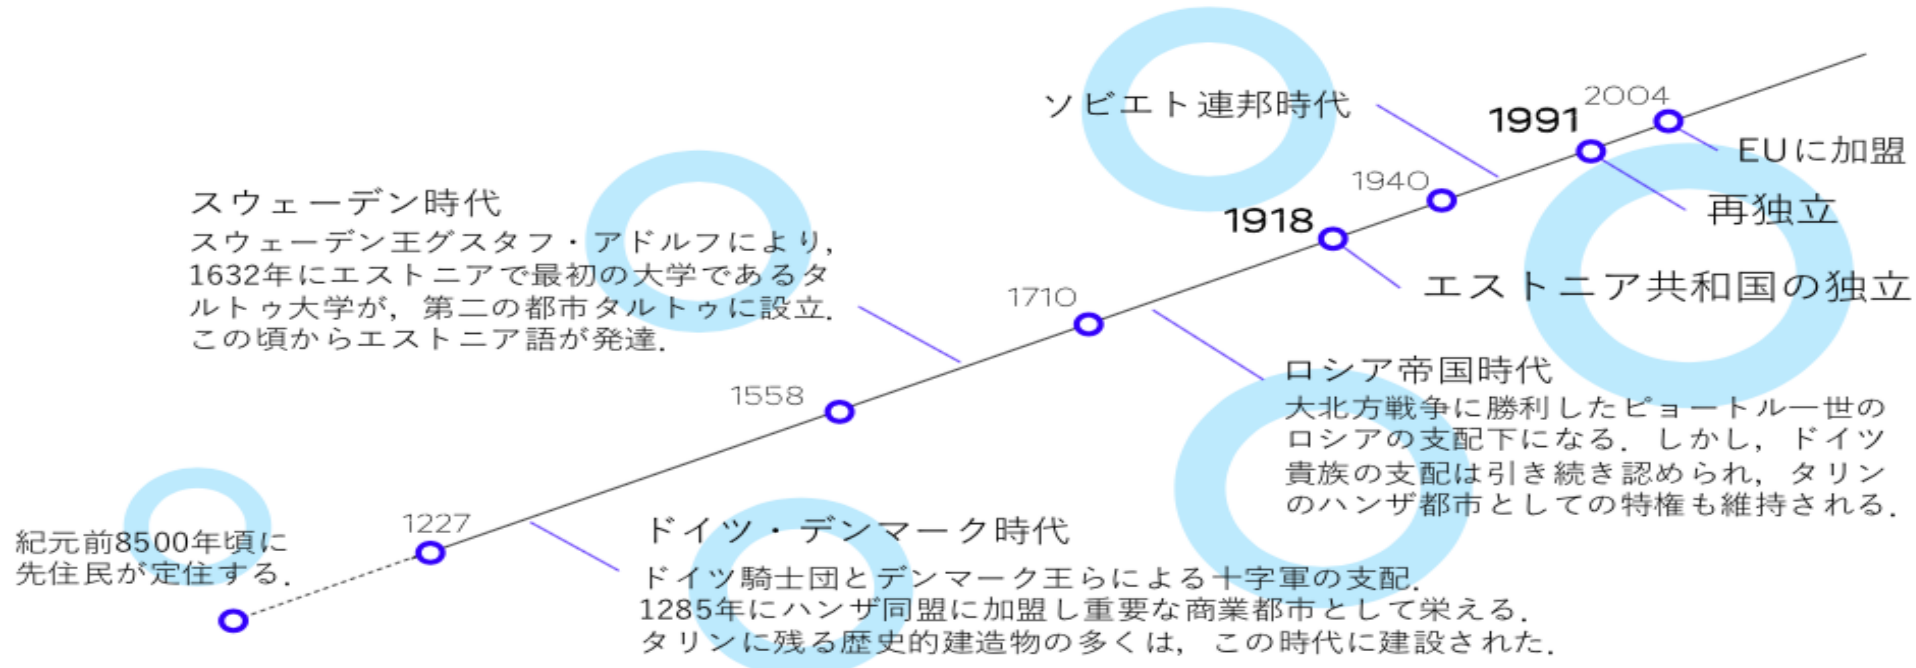 紀元前8500年頃に
先住民が定住する.
1227
ドイツ・デンマーク時代
ドイツ騎士団とデンマーク王らによる十字軍の支配.
1285年にハンザ同盟に加盟し重要な商業都市として栄える.
タリンに残る歴史的建造物の多くは, この時代に建設された.
1558
スウェーデン時代
スウェーデン王グスタフ・アドルフにより,
1632年にエストニアで最初の大学であるタ
ルトゥ大学が, 第二の都市タルトゥに設立.
この頃からエストニア語が発達.
1710
ロシア帝国時代
大北方戦争に勝利したピョートル一世の
ロシアの支配下になる. しかし, ドイツ
貴族の支配は引き続き認められ, タリン
のハンザ都市としての特権も維持される.
1918
エストニア共和国の独立
1940
ソビエト連邦時代
1991
再独立
2004
EUに加盟